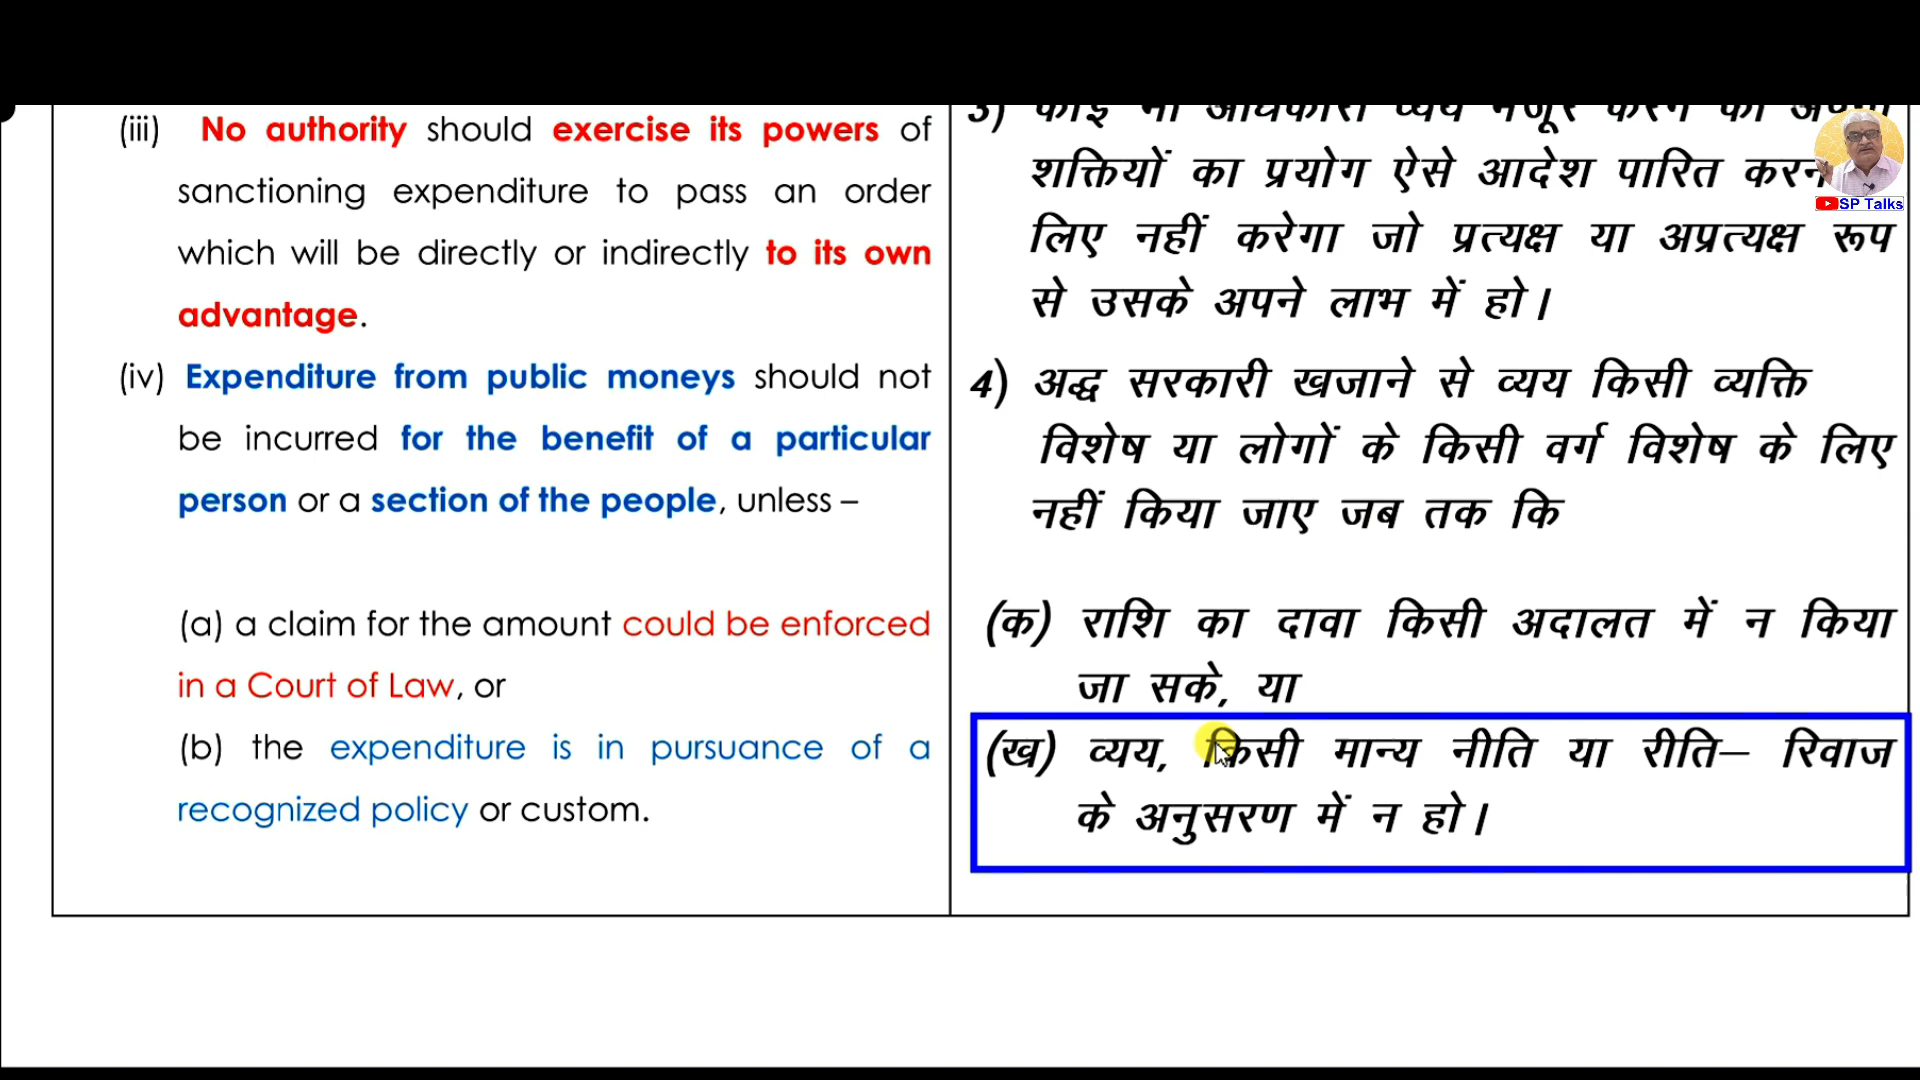 (iii) No authority should exercise its powers of
sanctioning expenditure to pass an order
which will be directly or indirectly to its own
advantage.
(iv) Expenditure from public moneys should not
be incurred for the benefit of a particular
person or a section of the people, unless –
(a) a claim for the amount could be enforced
in a Court of Law, or
(b) the expenditure is in pursuance of a
recognized policy or custom.
3) कोई भी अधिकारी व्यय मंजूर करने की अपनी
शक्तियों का प्रयोग ऐसे आदेश पारित करने
लिए नहीं करेगा जो प्रत्यक्ष या अप्रत्यक्ष रूप
से उसके अपने लाभ में हो।
4) अद्ध सरकारी खजाने से व्यय किसी व्यक्ति
विशेष या लोगों के किसी वर्ग विशेष के लिए
नहीं किया जाए जब तक कि
(क) राशि का दावा किसी अदालत में न किया
जा सके, या
(ख) व्यय, किसी मान्य नीति या रीति– रिवाज
के अनुसरण में न हो।
SP Talks